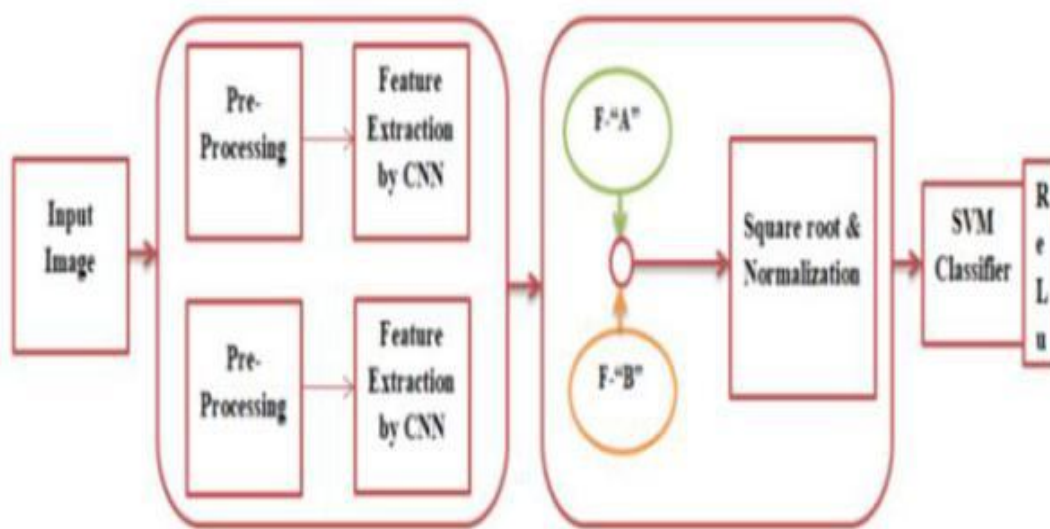 Input
Image
Pre-
Processing
Feature
Extraction
by CNN
Pre-
Processing
Feature
Extraction
by CNN
F-“A”
F-“B”
Square root &
Normalization
SVM
Classifier
R
e
L
u